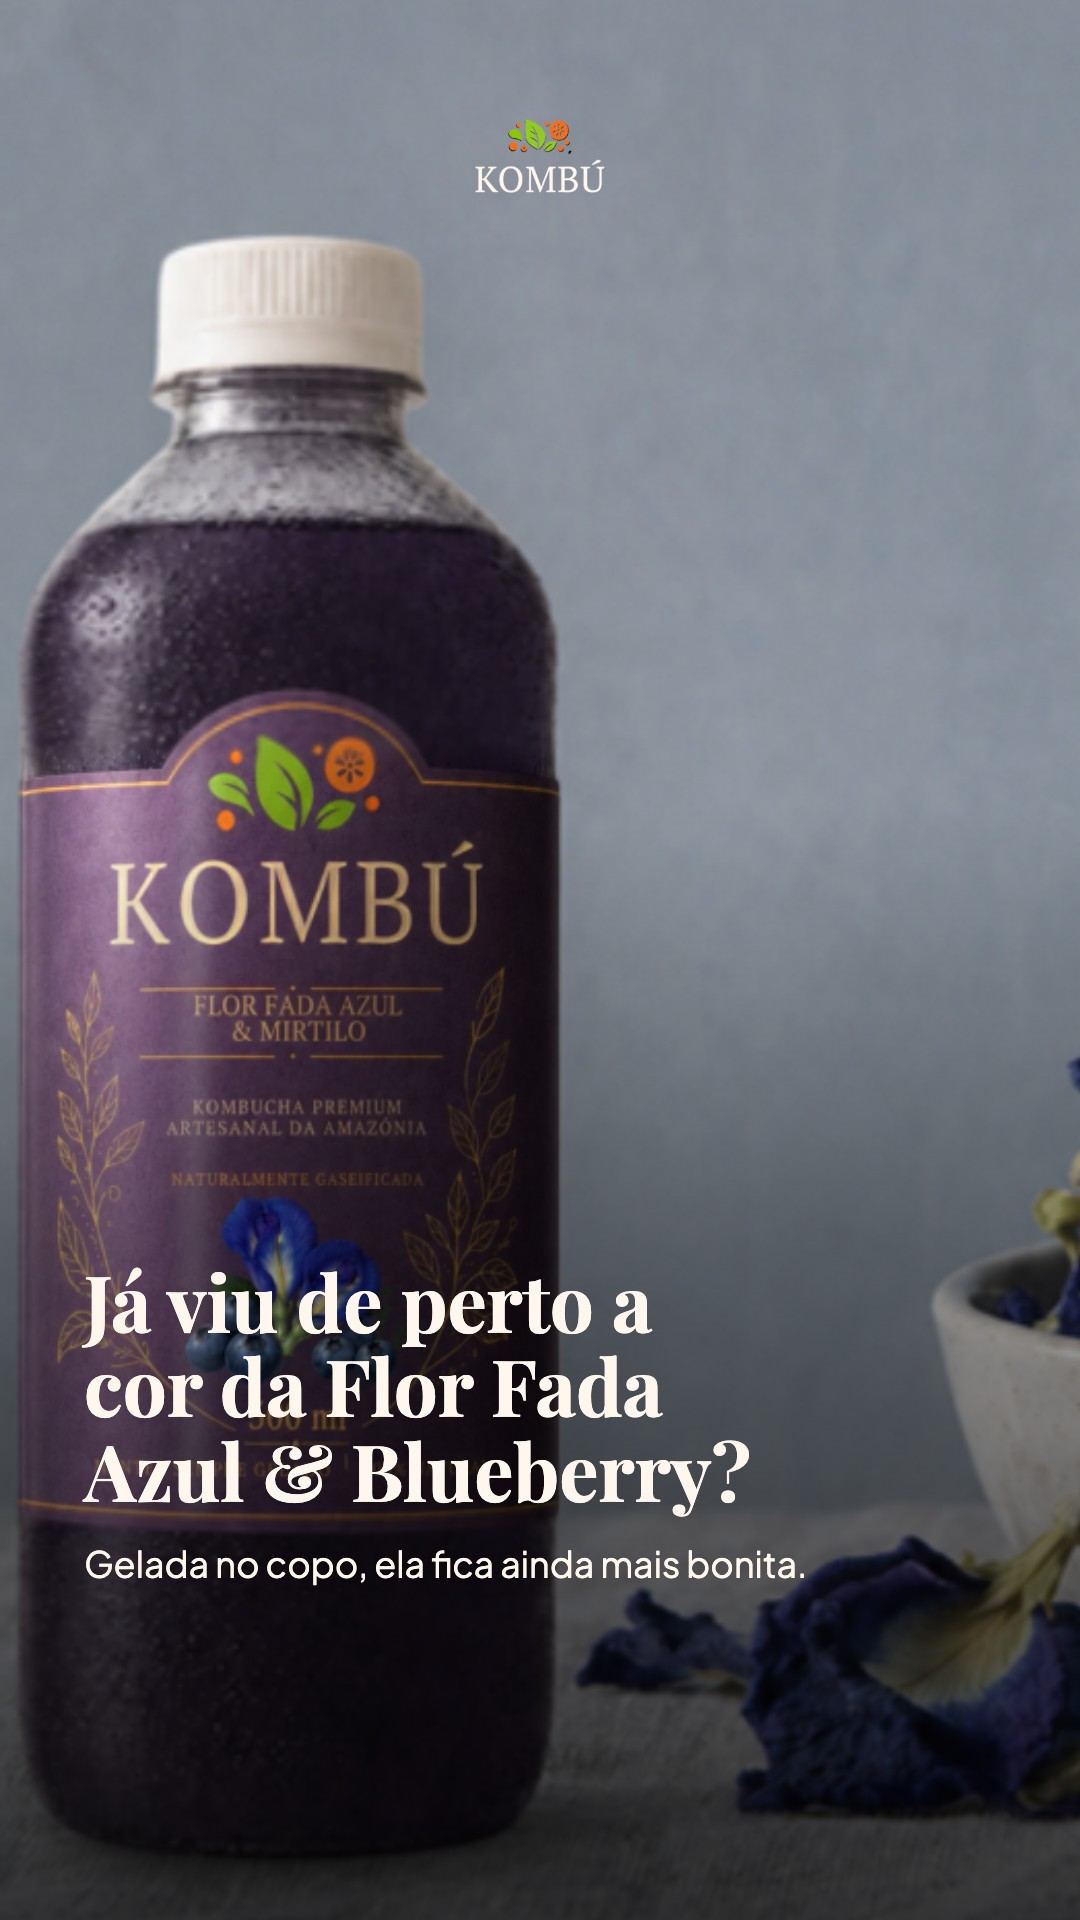 KOMBÚ
KOMBÚ
FLOR FADA AZUL
& MIRTILO
KOMBUCHA PREMIUM
ARTESANAL DA AMAZÔNIA
NATURALMENTE GASEIFICADA
Já viu de perto a
cor da Flor Fada
Azul & Blueberry?
Gelada no copo, ela fica ainda mais bonita.